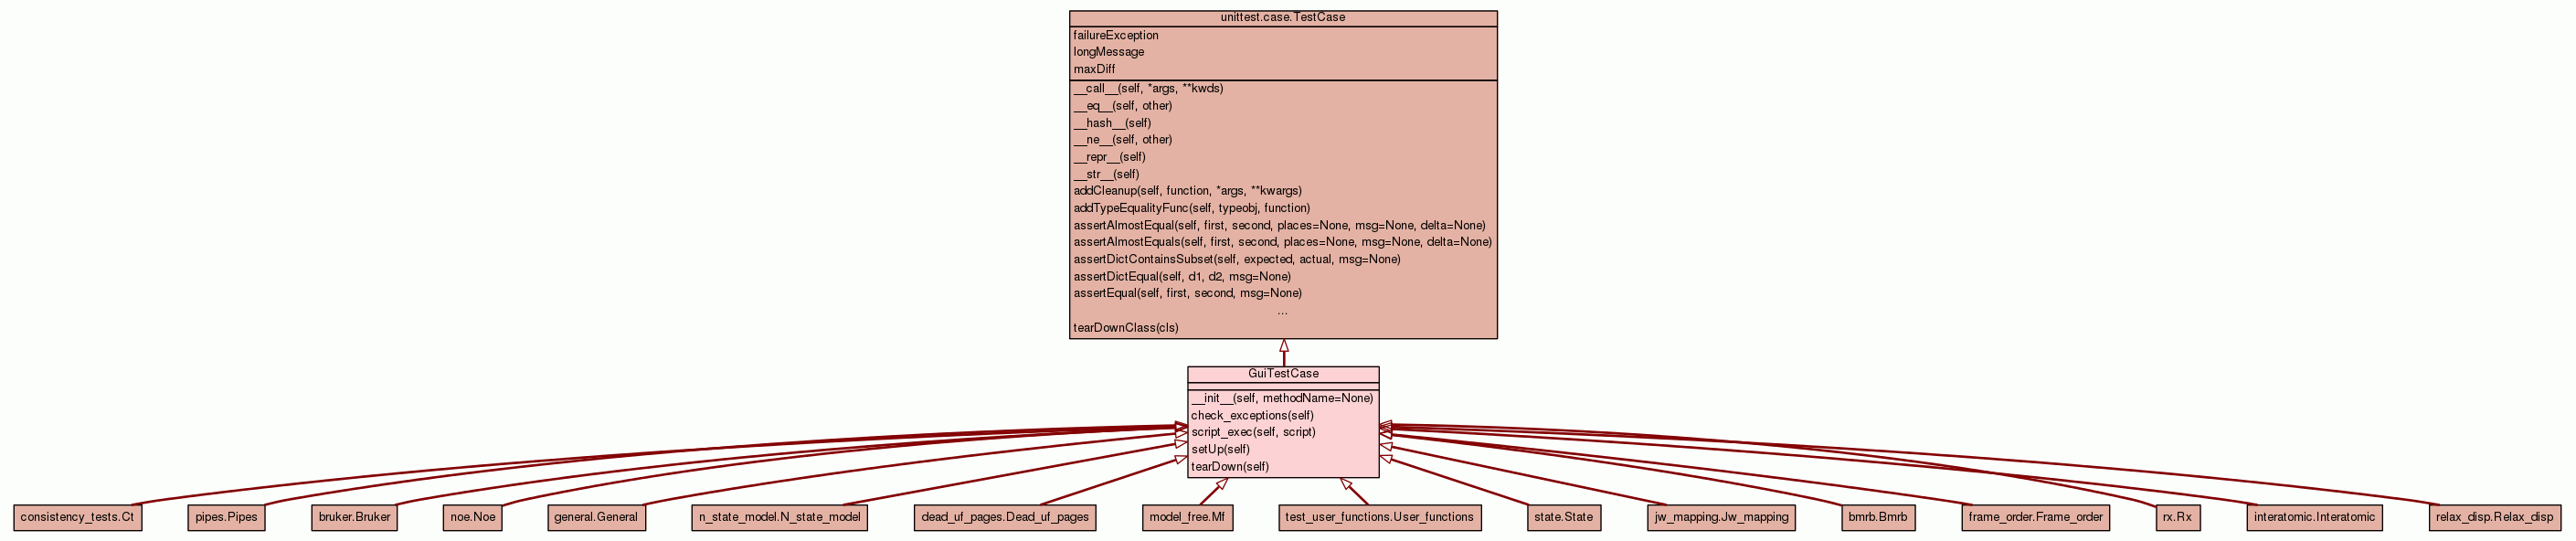 unittest.case.TestCase
failureException
longMessage
maxDiff
__call__(self, *args, **kwds)
__eq__(self, other)
__hash__(self)
__ne__(self, other)
__repr__(self)
__str__(self)
addCleanup(self, function, *args, **kwargs)
addTypeEqualityFunc(self, typeobj, function)
assertAlmostEqual(self, first, second, places=None, msg=None, delta=None)
assertAlmostEquals(self, first, second, places=None, msg=None, delta=None)
assertDictContainsSubset(self, expected, actual, msg=None)
assertDictEqual(self, d1, d2, msg=None)
assertEqual(self, first, second, msg=None)
...
tearDownClass(cls)
GuiTestCase
__init__(self, methodName=None)
check_exceptions(self)
script_exec(self, script)
setUp(self)
tearDown(self)
consistency_tests.Ct
pipes.Pipes
bruker.Bruker
noe.Noe
general.General
n_state_model.N_state_model
dead_uf_pages.Dead_uf_pages
model_free.Mf
test_user_functions.User_functions
state.State
jw_mapping.Jw_mapping
bmrb.Bmrb
frame_order.Frame_order
rx.Rx
interatomic.Interatomic
relax_disp.Relax_disp